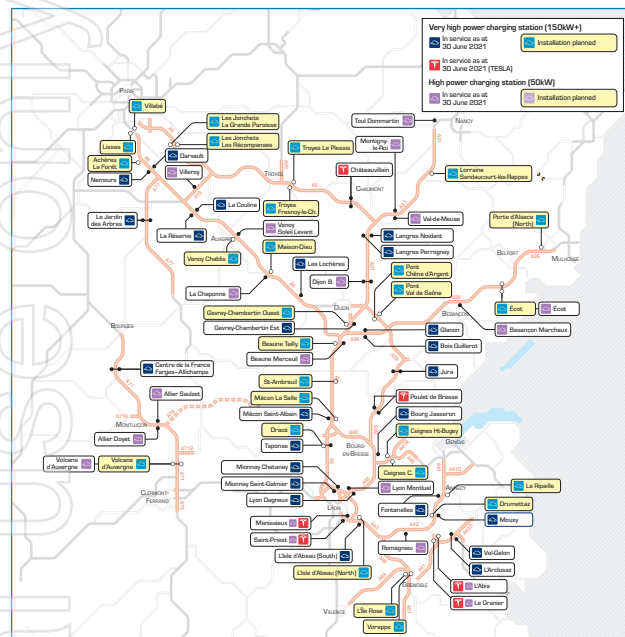 Very high power charging station (150kW+)
In service as at
30 June 2021
Installation planned
In service as at
30 June 2021 (TESLA)
High power charging station (50kW)
In service as at
30 June 2021
Installation planned
PARIS
Villabé
Les Jonchets
La Grande Paroisse
Les Jonchets
Les Récompenses
Lisses
Achères
La Forêt
Darvault
Nemours
Villeroy
Troyes Le Plessis
TROYES
Toul Dommartin
NANCY
Montigny-
le-Roi
Châteauvillain
CHAUMONT
Lorraine
Sandaucourt-lès-Rappes
Le Jardin
des Arbres
La Couline
La Réserve
AUXERRE
Troyes
Fresnoy-le-Ch.
Venoy
Soleil Levant
Val-de-Meuse
Porte d'Alsace
(North)
Venoy Chablis
Maison-Dieu
Langres Noidant
Langres Perrogney
BELFORT
MULHOUSE
La Chaponne
Les Lochères
Dijon B.
Pont
Chêne d'Argent
Pont
Val de Saône
DIJON
BESANÇON
Écot
Écot
Besançon Marchaux
Gevrey-Chambertin Ouest
Gevrey-Chambertin Est
BOURGES
Beaune Tailly
Beaune Merceuil
Glanon
Bois Guillerot
Centre de la France
Farges-Allichamps
Jura
St-Ambreuil
Allier Saulzet
Mâcon La Salle
Mâcon Saint-Albain
Poulet de Bresse
Bourg Jasseron
MONTLUÇON
Allier Doyet
Dracé
Taponas
BOURG-
EN-BRESSE
Ceignes Ht-Bugey
GENÈVE
Volcans
d'Auvergne
Volcans
d'Auvergne
Mionnay Chatanay
Mionnay Saint-Galmier
Lyon Dagneux
Ceignes C.
Lyon Montluel
ANNECY
La Ripaille
CLERMONT-
FERRAND
LYON
Fontanelles
Drumettaz
Mouxy
Manissieux
Saint-Priest
L'Isle d'Abeau (South)
Romagnieu
Val-Gelon
L'Arclusaz
L'Isle d'Abeau (North)
GRENOBLE
L'Abis
Le Granier
VALENCE
L'Île Rose
Voreppe